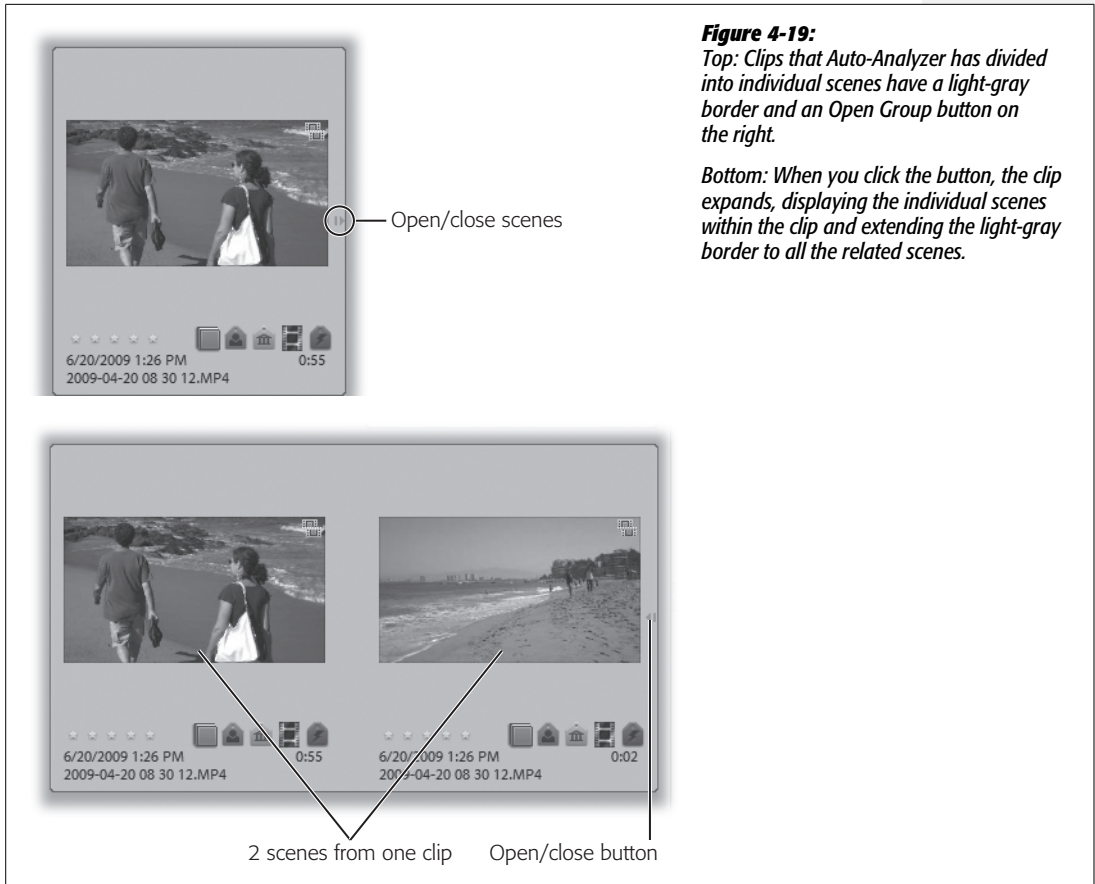 Figure 4-19:
Top: Clips that Auto-Analyzer has divided
into individual scenes have a light-gray
border and an Open Group button on
the right.
Bottom: When you click the button, the clip
expands, displaying the individual scenes
within the clip and extending the light-gray
border to all the related scenes.
Open/close scenes
6/20/2009 1:26 PM 0:55
2009-04-20 08 30 12.MP4
6/20/2009 1:26 PM 0:55
2009-04-20 08 30 12.MP4
6/20/2009 1:26 PM 0:02
2009-04-20 08 30 12.MP4
2 scenes from one clip
Open/close button